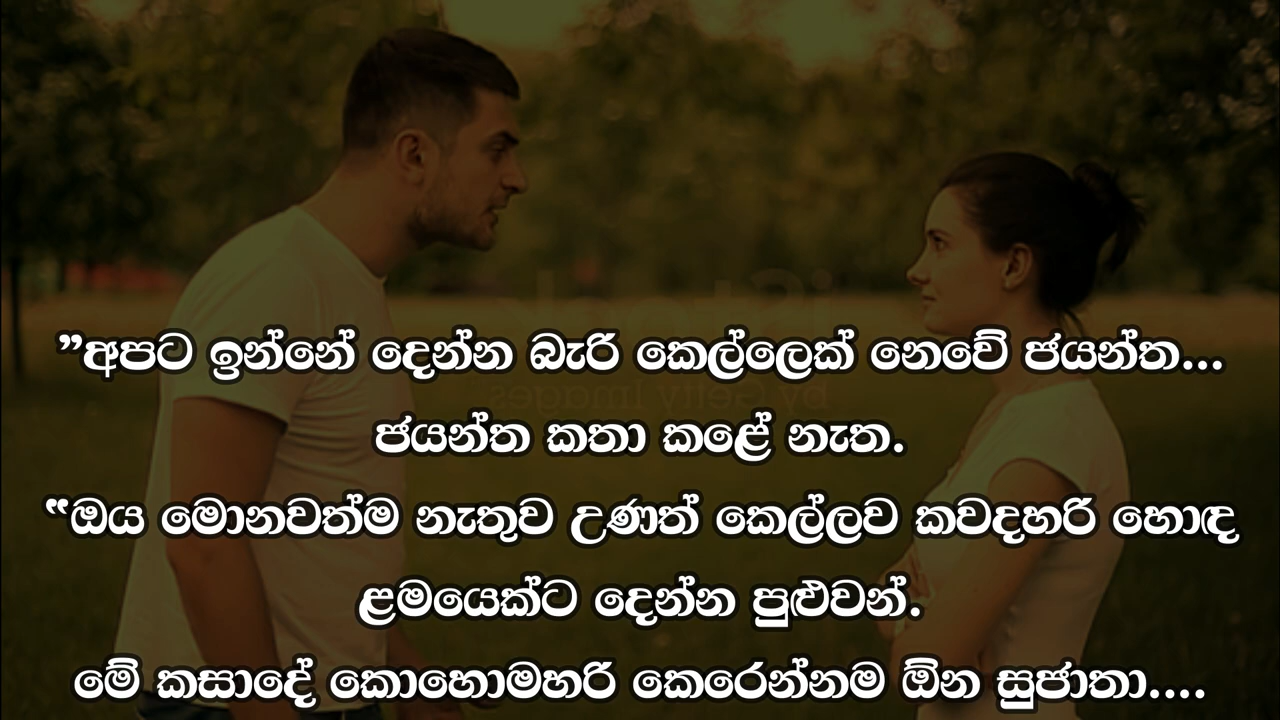 ”අපට ඉන්නේ දෙන්න බැරි කෙල්ලෙක් නෙවේ ජයන්ත...
ජයන්ත කතා කළේ නැත.
“ඔය මොනවත්ම නැතුව උණත් කෙල්ලව කවදහරි හොඳ
ළමයෙක්ට දෙන්න පුළුවන්.
මේ කසාදේ කොහොමහරි කෙරෙන්නම ඕන සුජාතා....